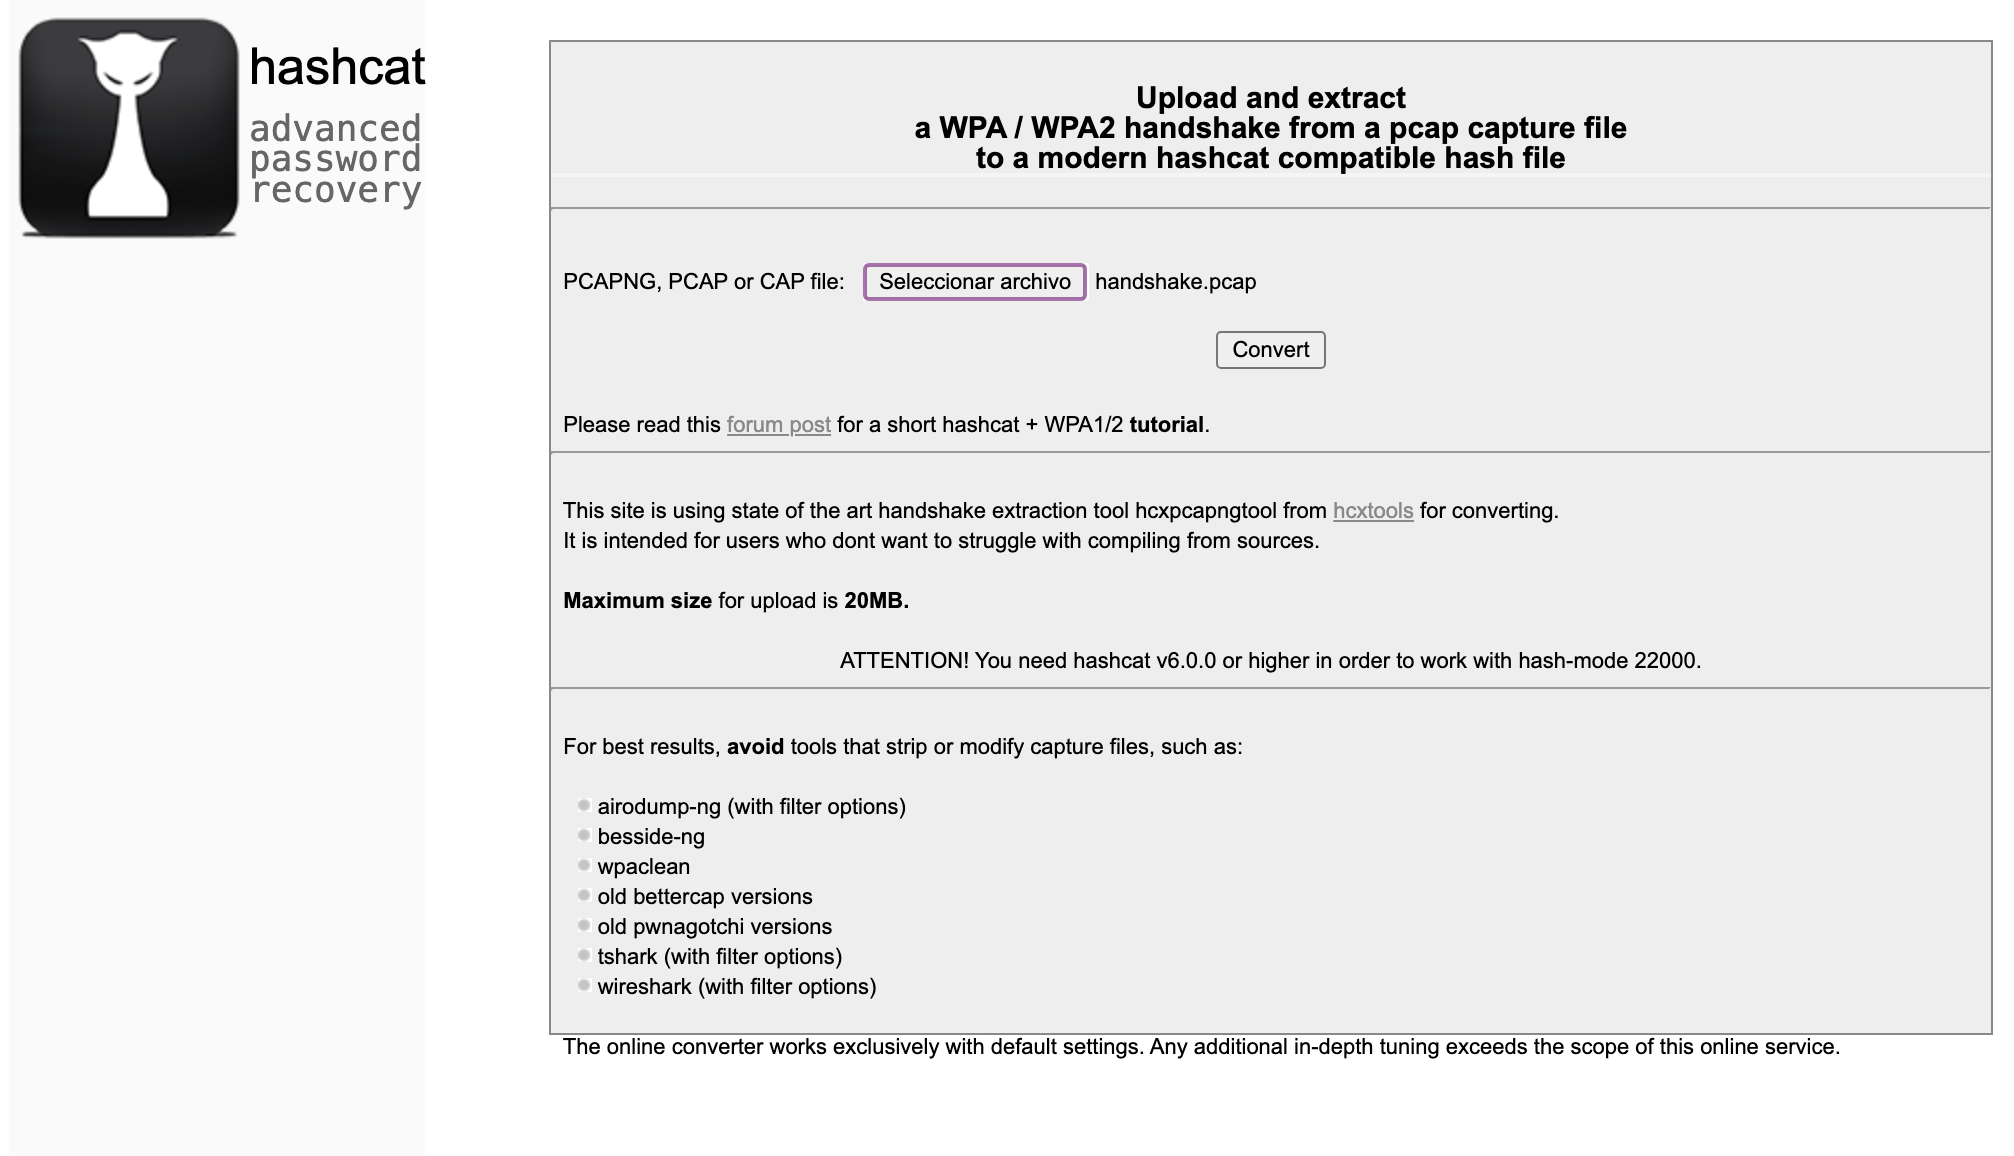 hashcat
advanced
password
recovery
Upload and extract
a WPA / WPA2 handshake from a pcap capture file
to a modern hashcat compatible hash file
PCAPNG, PCAP or CAP file: Seleccionar archivo handshake.pcap
Convert
Please read this forum post for a short hashcat + WPA1/2 tutorial.
This site is using state of the art handshake extraction tool hcxpcapngtool from hcxtools for converting.
It is intended for users who dont want to struggle with compiling from sources.
Maximum size for upload is 20MB.
ATTENTION! You need hashcat v6.0.0 or higher in order to work with hash-mode 22000.
For best results, avoid tools that strip or modify capture files, such as:
airodump-ng (with filter options)
besside-ng
wpaclean
old bettercap versions
old pwnagotchi versions
tshark (with filter options)
wireshark (with filter options)
The online converter works exclusively with default settings. Any additional in-depth tuning exceeds the scope of this online service.